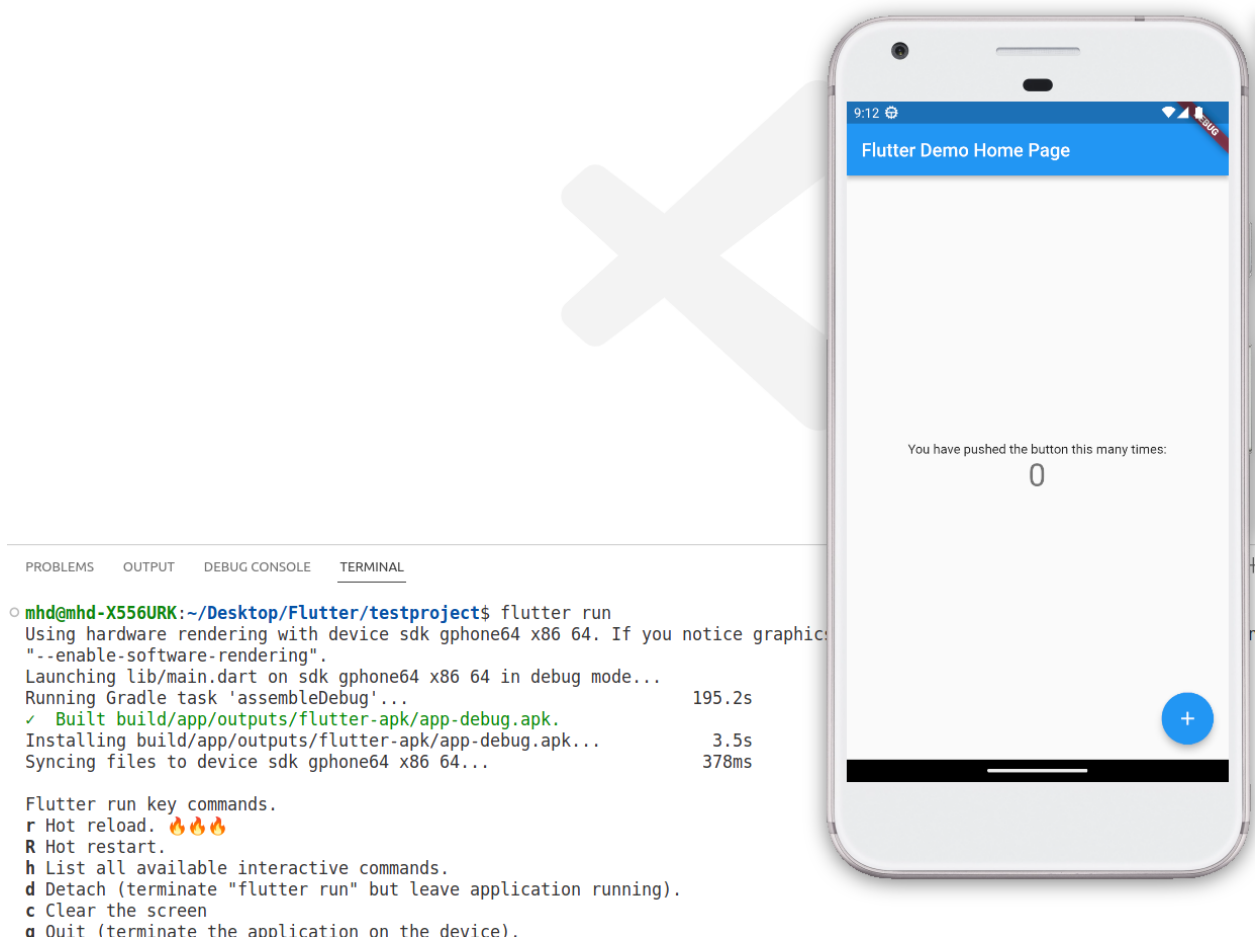 9:12
DEBUG
Flutter Demo Home Page
You have pushed the button this many times:
0
+
PROBLEMS OUTPUT DEBUG CONSOLE TERMINAL
mhd@mhd-X556URK:~/Desktop/Flutter/testproject$ flutter run
Using hardware rendering with device sdk gphone64 x86 64. If you notice graphics
"--enable-software-rendering".
Launching lib/main.dart on sdk gphone64 x86 64 in debug mode...
Running Gradle task 'assembleDebug'... 195.2s
✓ Built build/app/outputs/flutter-apk/app-debug.apk.
Installing build/app/outputs/flutter-apk/app-debug.apk... 3.5s
Syncing files to device sdk gphone64 x86 64... 378ms
Flutter run key commands.
r Hot reload. 🔥🔥🔥
R Hot restart.
h List all available interactive commands.
d Detach (terminate "flutter run" but leave application running).
c Clear the screen
q Quit (terminate the application on the device).